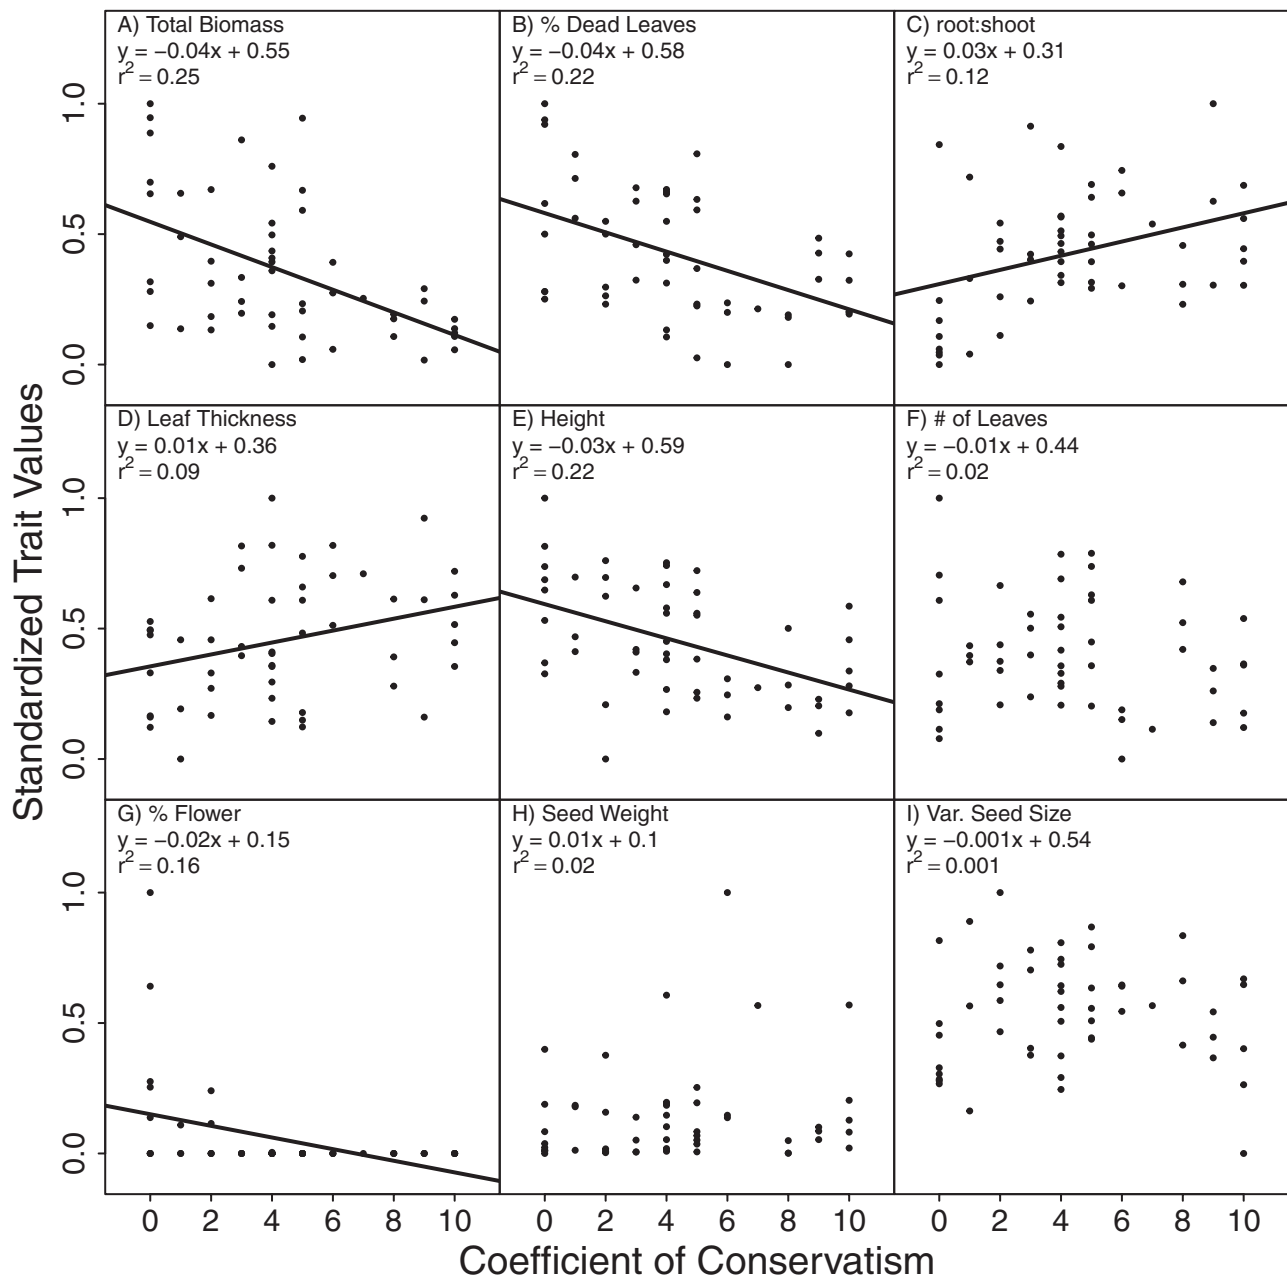 A) Total Biomass
y = −0.04x + 0.55
r² = 0.25
B) % Dead Leaves
y = −0.04x + 0.58
r² = 0.22
C) root:shoot
y = 0.03x + 0.31
r² = 0.12
1.0
0.5
0.0
D) Leaf Thickness
y = 0.01x + 0.36
r² = 0.09
E) Height
y = −0.03x + 0.59
r² = 0.22
F) # of Leaves
y = −0.01x + 0.44
r² = 0.02
1.0
0.5
0.0
Standardized Trait Values
G) % Flower
y = −0.02x + 0.15
r² = 0.16
H) Seed Weight
y = 0.01x + 0.1
r² = 0.02
I) Var. Seed Size
y = −0.001x + 0.54
r² = 0.001
1.0
0.5
0.0
0 2 4 6 8 10 0 2 4 6 8 10 0 2 4 6 8 10
Coefficient of Conservatism